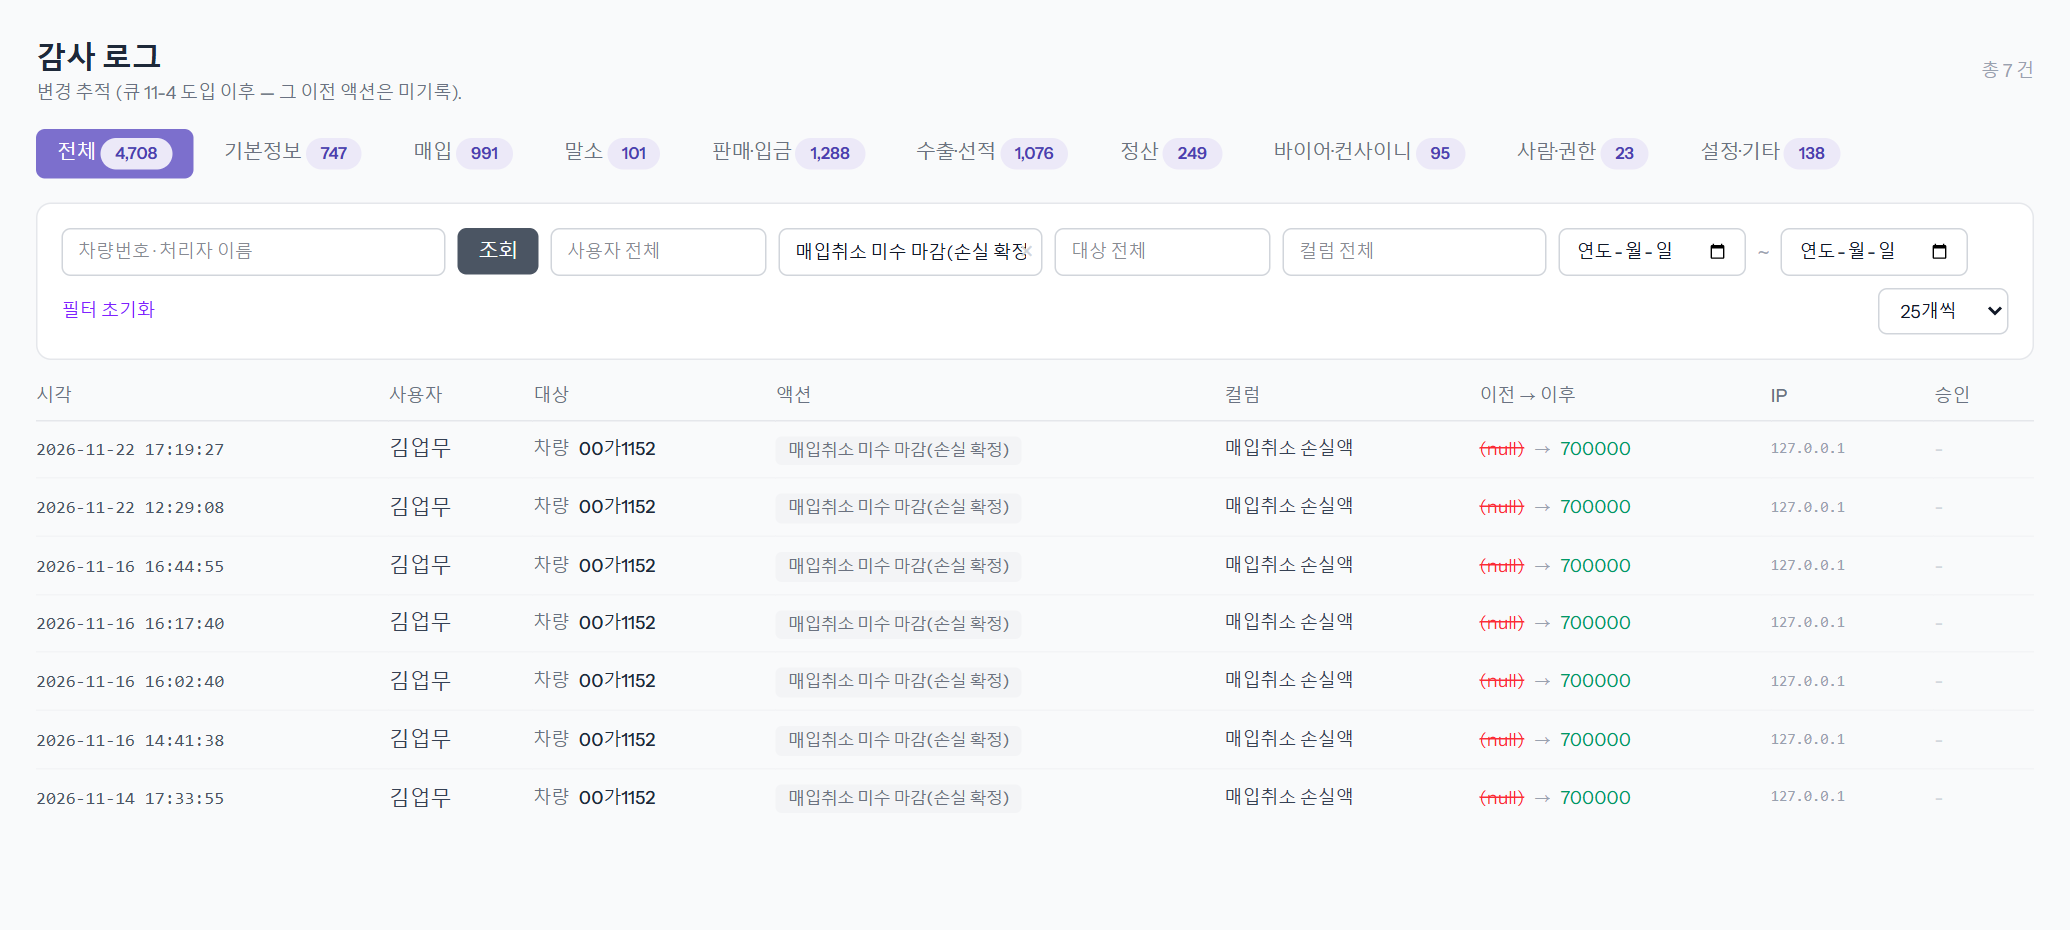 감사 로그
변경 추적 (큐 11-4 도입 이후 — 그 이전 액션은 미기록).
총 7 건
전체 4,708 기본정보 747 매입 991 말소 101 판매·입금 1,288 수출·선적 1,076 정산 249 바이어·컨사이니 95 사람·권한 23 설정·기타 138
차량번호·처리자 이름 조회 사용자 전체 매입취소 미수 마감(손실 확정 대상 전체 컬럼 전체 연도-월-일 ~ 연도-월-일
필터 초기화 25개씩
시각 사용자 대상 액션 컬럼 이전 → 이후 IP 승인
2026-11-22 17:19:27 김업무 차량 00가1152 매입취소 미수 마감(손실 확정) 매입취소 손실액 (null) → 700000 127.0.0.1 –
2026-11-22 12:29:08 김업무 차량 00가1152 매입취소 미수 마감(손실 확정) 매입취소 손실액 (null) → 700000 127.0.0.1 –
2026-11-16 16:44:55 김업무 차량 00가1152 매입취소 미수 마감(손실 확정) 매입취소 손실액 (null) → 700000 127.0.0.1 –
2026-11-16 16:17:40 김업무 차량 00가1152 매입취소 미수 마감(손실 확정) 매입취소 손실액 (null) → 700000 127.0.0.1 –
2026-11-16 16:02:40 김업무 차량 00가1152 매입취소 미수 마감(손실 확정) 매입취소 손실액 (null) → 700000 127.0.0.1 –
2026-11-16 14:41:38 김업무 차량 00가1152 매입취소 미수 마감(손실 확정) 매입취소 손실액 (null) → 700000 127.0.0.1 –
2026-11-14 17:33:55 김업무 차량 00가1152 매입취소 미수 마감(손실 확정) 매입취소 손실액 (null) → 700000 127.0.0.1 –